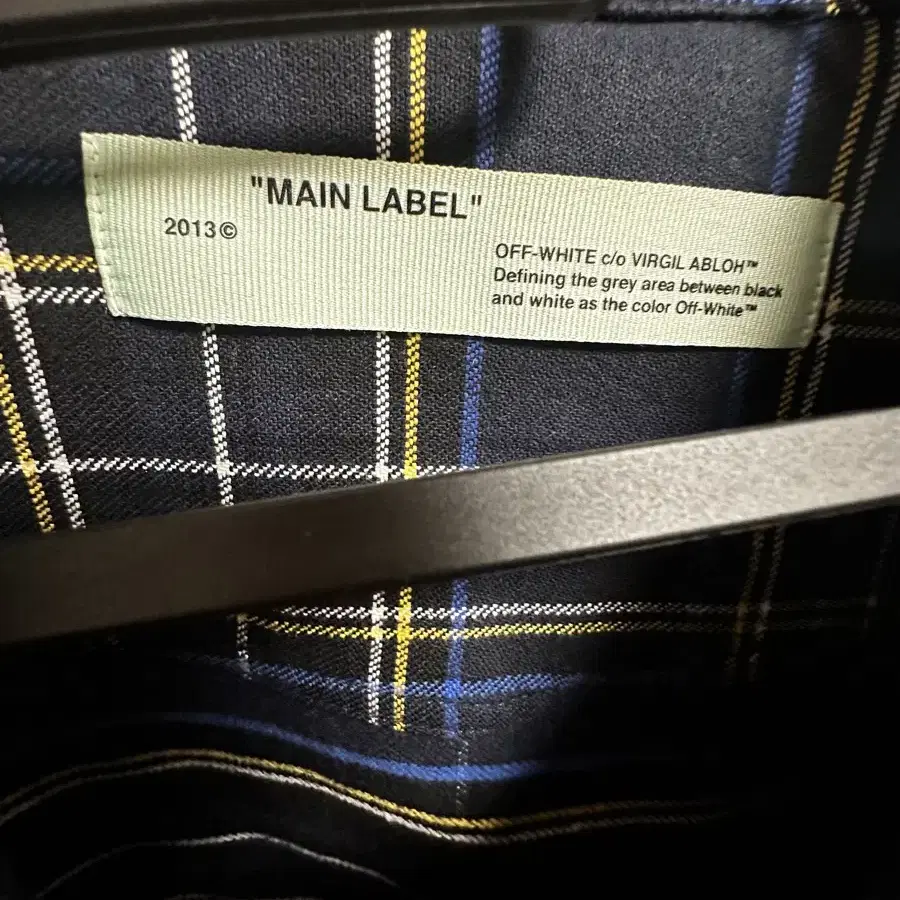 "MAIN LABEL"
2013©
OFF-WHITE c/o VIRGIL ABLOH™
Defining the grey area between black
and white as the color Off-White™